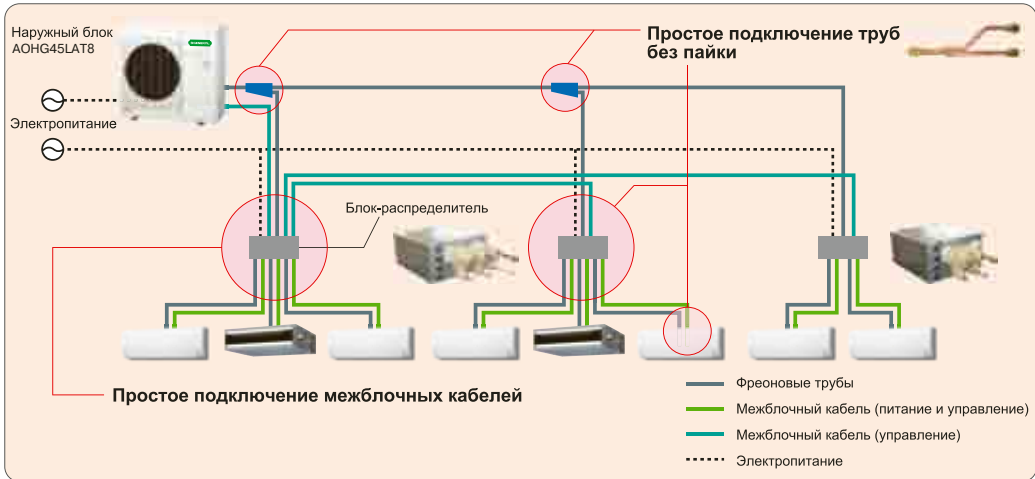 Наружный блок
AOHG45LAT8
Простое подключение труб
без пайки
Электропитание
Блок-распределитель
Простое подключение межблочных кабелей
Фреоновые трубы
Межблочный кабель (питание и управление)
Межблочный кабель (управление)
Электропитание